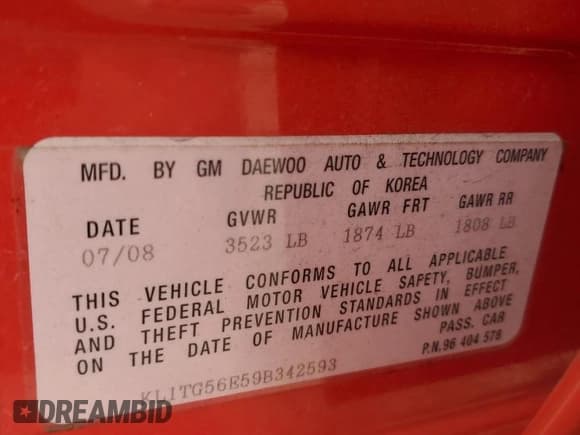 MFD. BY GM DAEWOO AUTO & TECHNOLOGY COMPANY
REPUBLIC OF KOREA
DATE GVWR GAWR FRT GAWR RR
07/08 3523 LB 1874 LB 1808 LB
THIS VEHICLE CONFORMS TO ALL APPLICABLE
U.S. FEDERAL MOTOR VEHICLE SAFETY, BUMPER,
AND THEFT PREVENTION STANDARDS IN EFFECT
ON THE DATE OF MANUFACTURE SHOWN ABOVE
PASS. CAR
P.N.96 404 578
KL1TG56E59B342593
DREAMBID